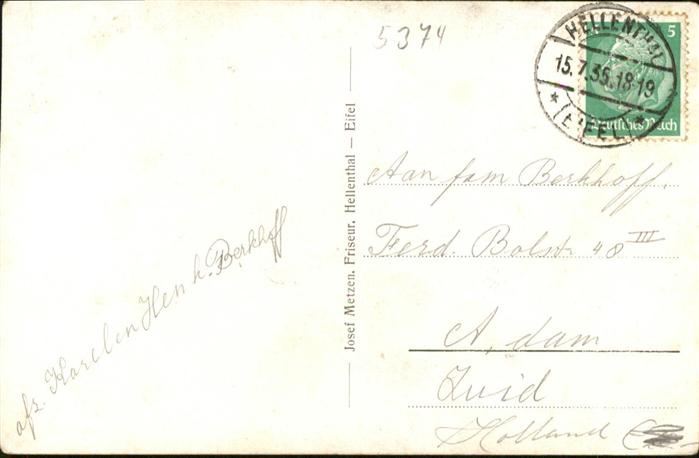 5374
HELLENTHAL
15.7.35.18-19
* (EIFEL) *
5
Deutsches Reich
Josef Metzen, Friseur, Hellenthal – Eifel
Aan fam Berkhoff.
Ferd. Bolstr 48 III
A, dam
Zuid
Holland
afz. Karel en Henk. Berkhoff